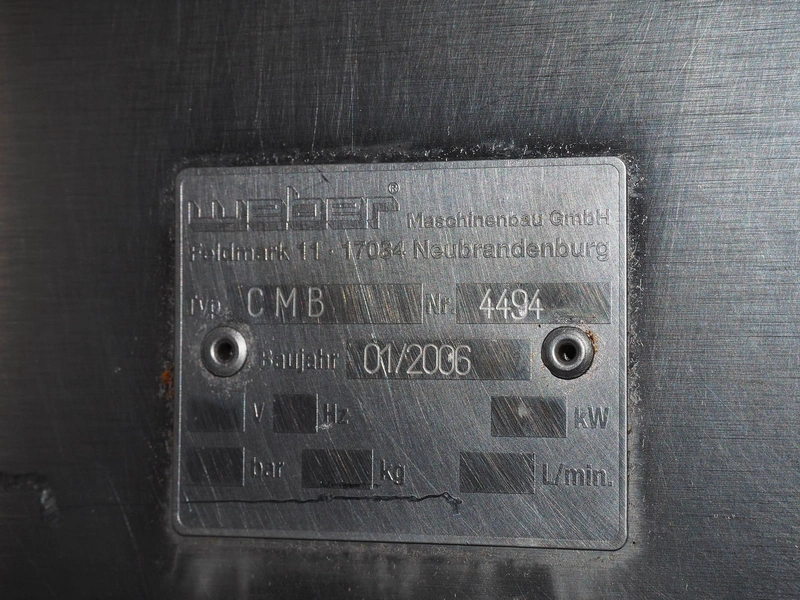 weber® Maschinenbau GmbH
Feldmark 11 · 17034 Neubrandenburg
Typ. CMB Nr. 4494
Baujahr 01/2006
V Hz kW
bar kg L/min.